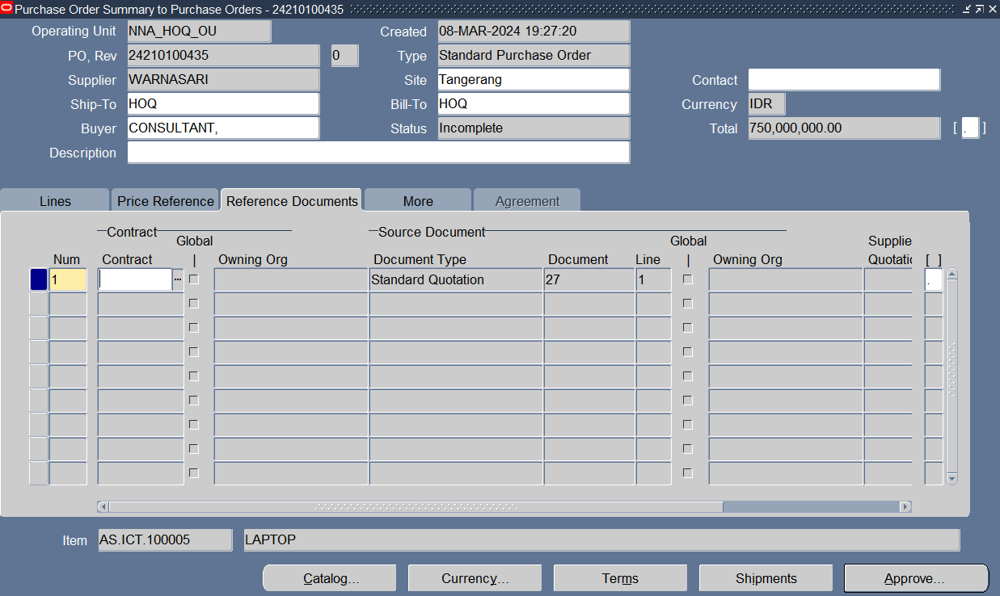 Purchase Order Summary to Purchase Orders - 24210100435
Operating Unit NNA_HOQ_OU Created 08-MAR-2024 19:27:20
PO, Rev 24210100435 0 Type Standard Purchase Order
Supplier WARNASARI Site Tangerang Contact
Ship-To HOQ Bill-To HOQ Currency IDR
Buyer CONSULTANT, Status Incomplete Total 750,000,000.00 [ . ]
Description
Lines Price Reference Reference Documents More Agreement
Contract Source Document
Global Global Supplie
Num Contract | Owning Org Document Type Document Line | Owning Org Quotatic [ ]
1 ... Standard Quotation 27 1 .
Item AS.ICT.100005 LAPTOP
Catalog... Currency... Terms Shipments Approve...